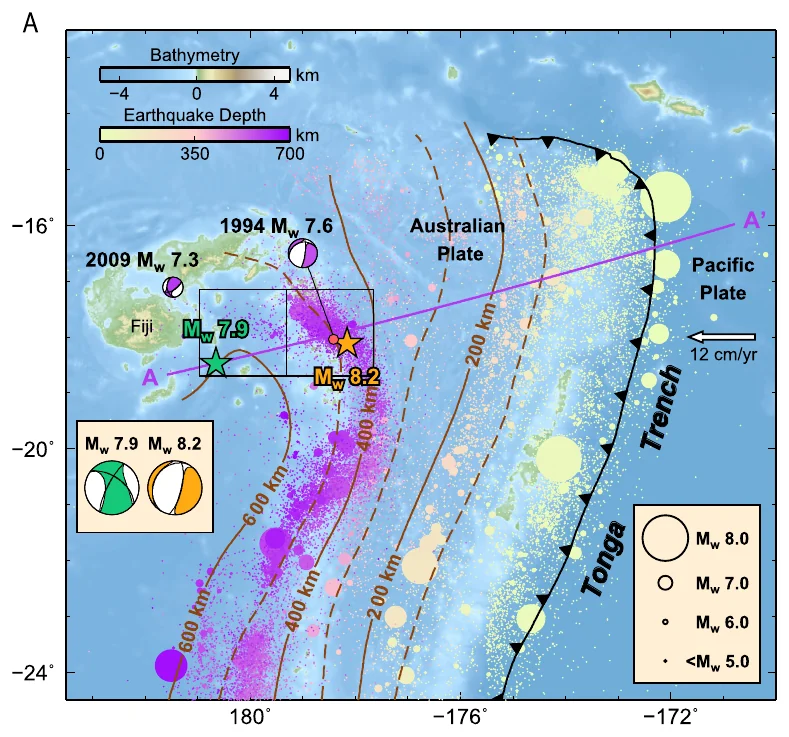 A
Bathymetry
−4 0 4 km
Earthquake Depth
0 350 700 km
−16°
−20°
−24°
180° −176° −172°
1994 Mw 7.6
2009 Mw 7.3
Fiji
Mw 7.9
Mw 8.2
A
A’
Australian
Plate
Pacific
Plate
12 cm/yr
Tonga
Trench
200 km
400 km
600 km
600 km
400 km
200 km
Mw 7.9 Mw 8.2
Mw 8.0
Mw 7.0
Mw 6.0
<Mw 5.0